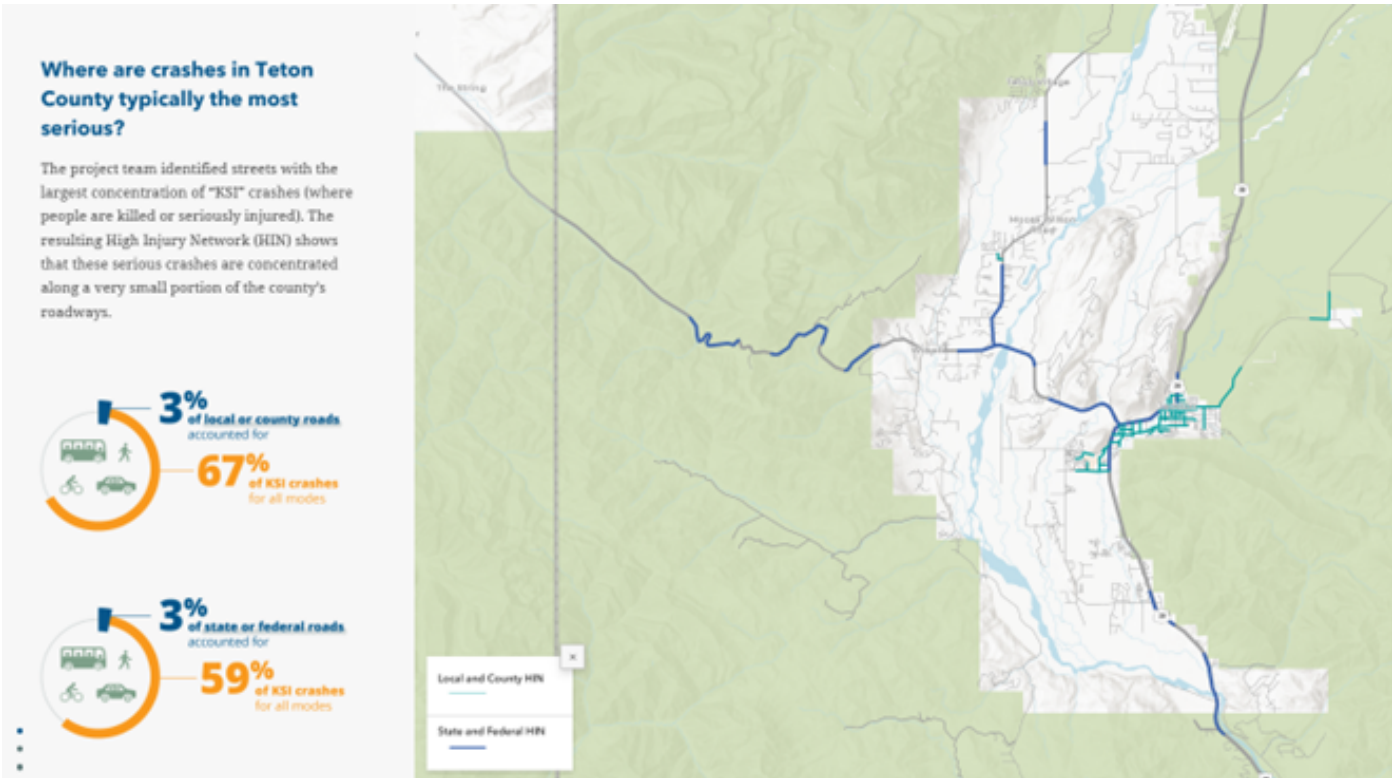 Where are crashes in Teton
County typically the most
serious?
The project team identified streets with the
largest concentration of "KSI" crashes (where
people are killed or seriously injured). The
resulting High Injury Network (HIN) shows
that these serious crashes are concentrated
along a very small portion of the county's
roadways.
3%
of local or county roads
accounted for
67%
of KSI crashes
for all modes
3%
of state or federal roads
accounted for
59%
of KSI crashes
for all modes
The String
Moose Wilson
Local and County HIN
State and Federal HIN